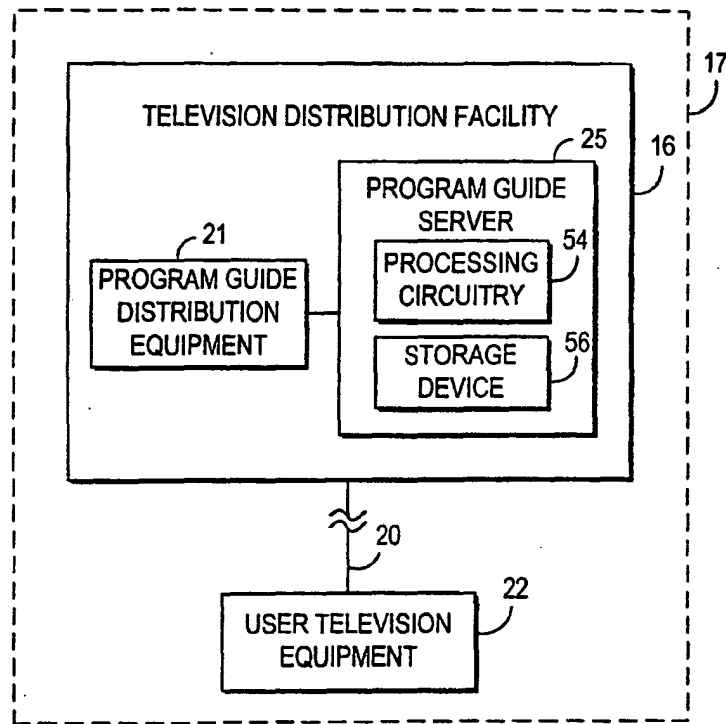 17
TELEVISION DISTRIBUTION FACILITY
16
25
PROGRAM GUIDE
SERVER
21
PROGRAM GUIDE
DISTRIBUTION
EQUIPMENT
54
PROCESSING
CIRCUITRY
56
STORAGE
DEVICE
20
22
USER TELEVISION
EQUIPMENT